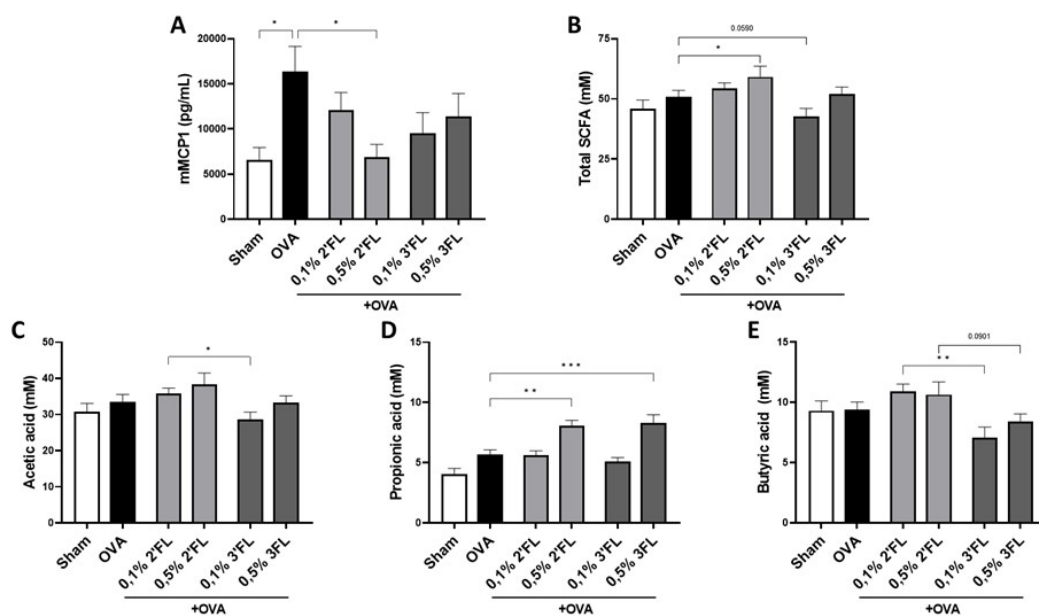 A
mMCP1 (pg/mL)
20000
15000
10000
5000
0
*
*
Sham
OVA
0,1% 2'FL
0,5% 2'FL
0,1% 3'FL
0,5% 3FL
+OVA
B
Total SCFA (mM)
75
50
25
0
0.0590
*
Sham
OVA
0,1% 2'FL
0,5% 2'FL
0,1% 3'FL
0,5% 3FL
+OVA
C
Acetic acid (mM)
50
40
30
20
10
0
*
Sham
OVA
0,1% 2'FL
0,5% 2'FL
0,1% 3'FL
0,5% 3FL
+OVA
D
Propionic acid (mM)
15
10
5
0
***
**
Sham
OVA
0,1% 2'FL
0,5% 2'FL
0,1% 3'FL
0,5% 3FL
+OVA
E
Butyric acid (mM)
15
10
5
0
0.0901
**
Sham
OVA
0,1% 2'FL
0,5% 2'FL
0,1% 3'FL
0,5% 3FL
+OVA